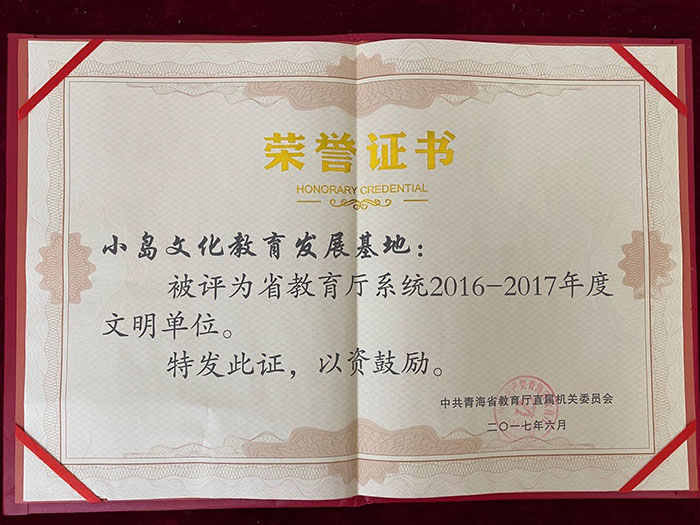 荣誉证书
HONORARY CREDENTIAL
小岛文化教育发展基地：
被评为省教育厅系统2016-2017年度
文明单位。
特发此证，以资鼓励。
中共青海省教育厅直属机关委员会
二〇一七年六月